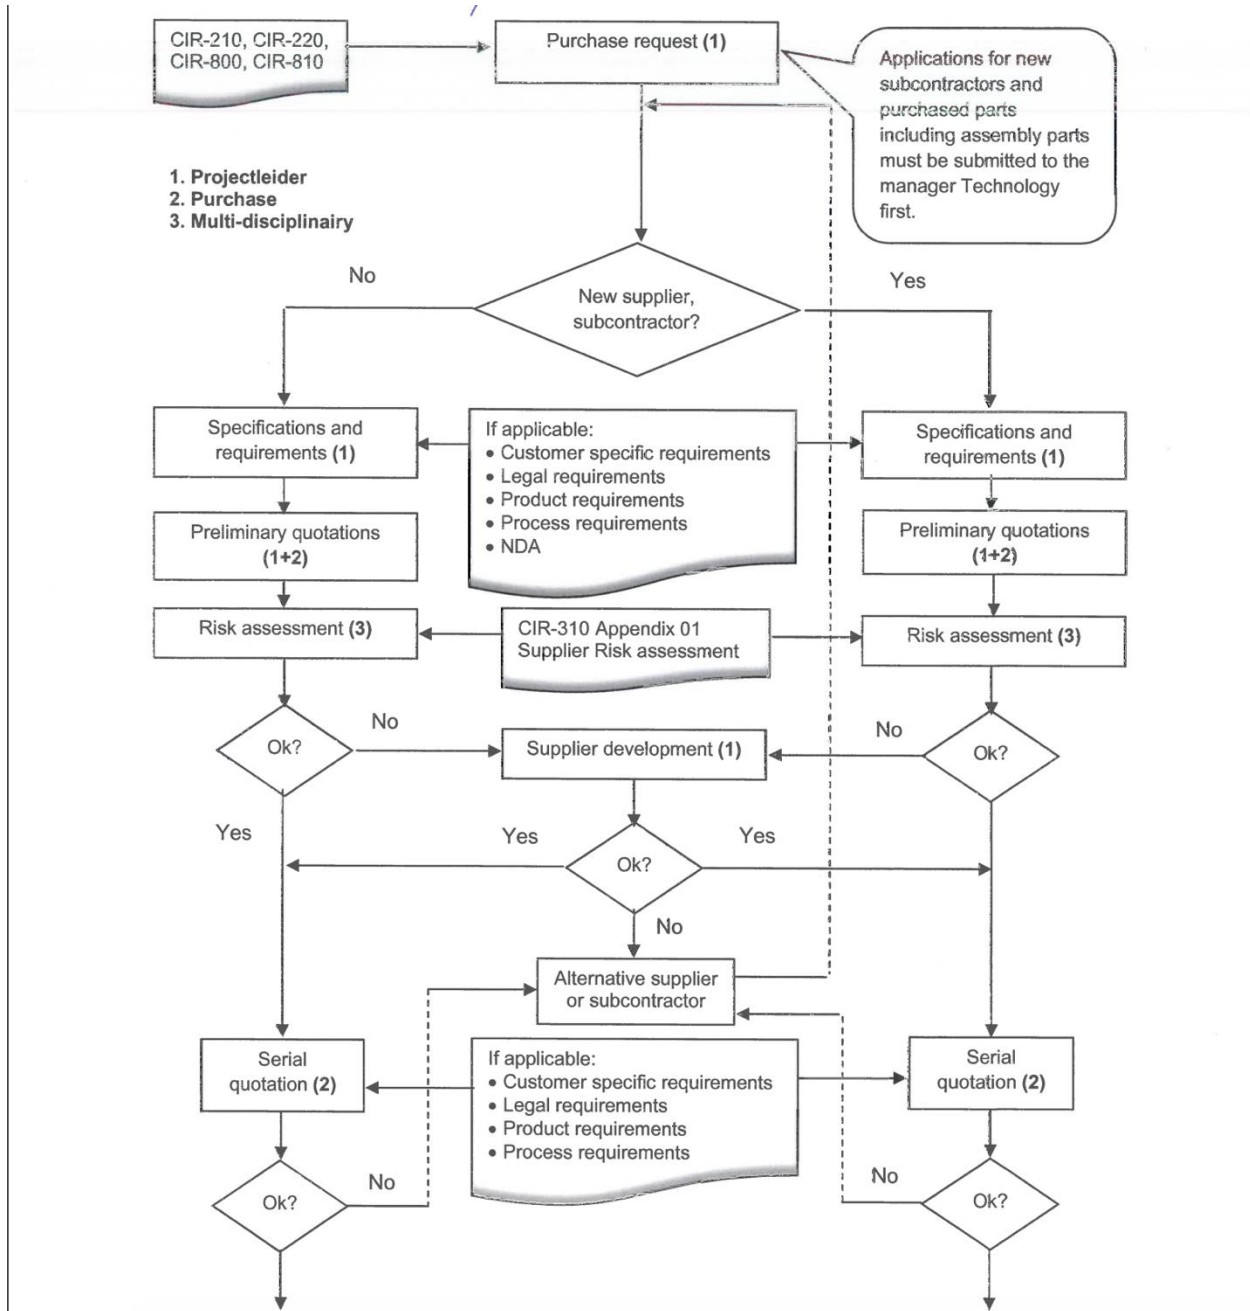 CIR-210, CIR-220,
CIR-800, CIR-810
Purchase request (1)
Applications for new
subcontractors and
purchased parts
including assembly parts
must be submitted to the
manager Technology
first.
1. Projectleider
2. Purchase
3. Multi-disciplinairy
No
Yes
New supplier,
subcontractor?
Specifications and
requirements (1)
If applicable:
• Customer specific requirements
• Legal requirements
• Product requirements
• Process requirements
• NDA
Specifications and
requirements (1)
Preliminary quotations
(1+2)
Preliminary quotations
(1+2)
Risk assessment (3)
CIR-310 Appendix 01
Supplier Risk assessment
Risk assessment (3)
Ok?
No
Supplier development (1)
No
Ok?
Yes
Yes
Ok?
Yes
No
Alternative supplier
or subcontractor
Serial
quotation (2)
If applicable:
• Customer specific requirements
• Legal requirements
• Product requirements
• Process requirements
Serial
quotation (2)
Ok?
No
No
Ok?